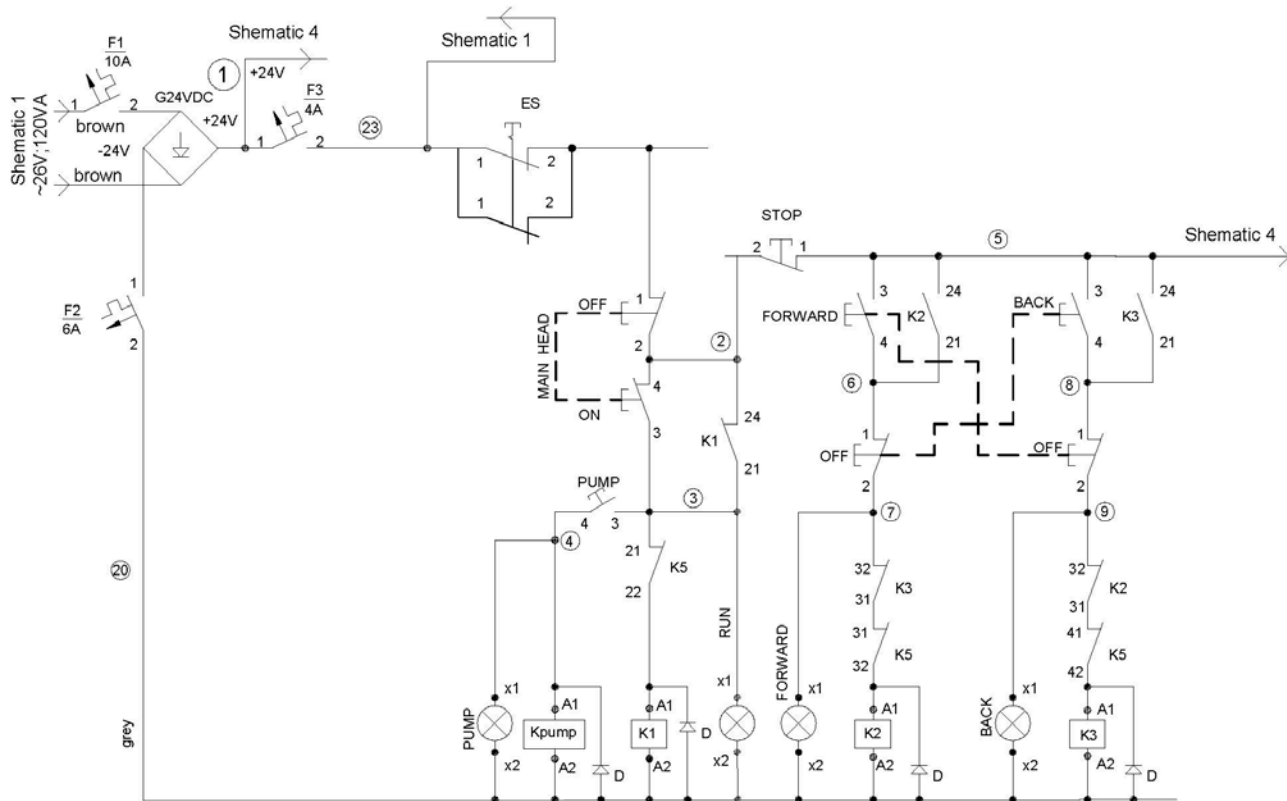 Shematic 4
Shematic 1
F1
10A
1
+24V
F3
4A
ES
G24VDC
1
2
brown
+24V
23
-24V
1
2
1
2
Shematic 1
~26V;120VA
brown
1
2
STOP
2
1
5
Shematic 4
1
F2
6A
2
OFF
1
2
MAIN HEAD
ON
4
3
2
K1
24
21
FORWARD
3
4
24
K2
21
BACK
3
4
24
K3
21
6
8
OFF
1
2
OFF
1
2
PUMP
4
3
3
4
7
9
21
K5
22
32
K3
31
31
K5
32
32
K2
31
41
K5
42
20
grey
RUN
FORWARD
BACK
PUMP
x1
x2
A1
Kpump
A2
D
A1
K1
A2
D
x1
x2
x1
x2
A1
K2
A2
D
x1
x2
A1
K3
A2
D